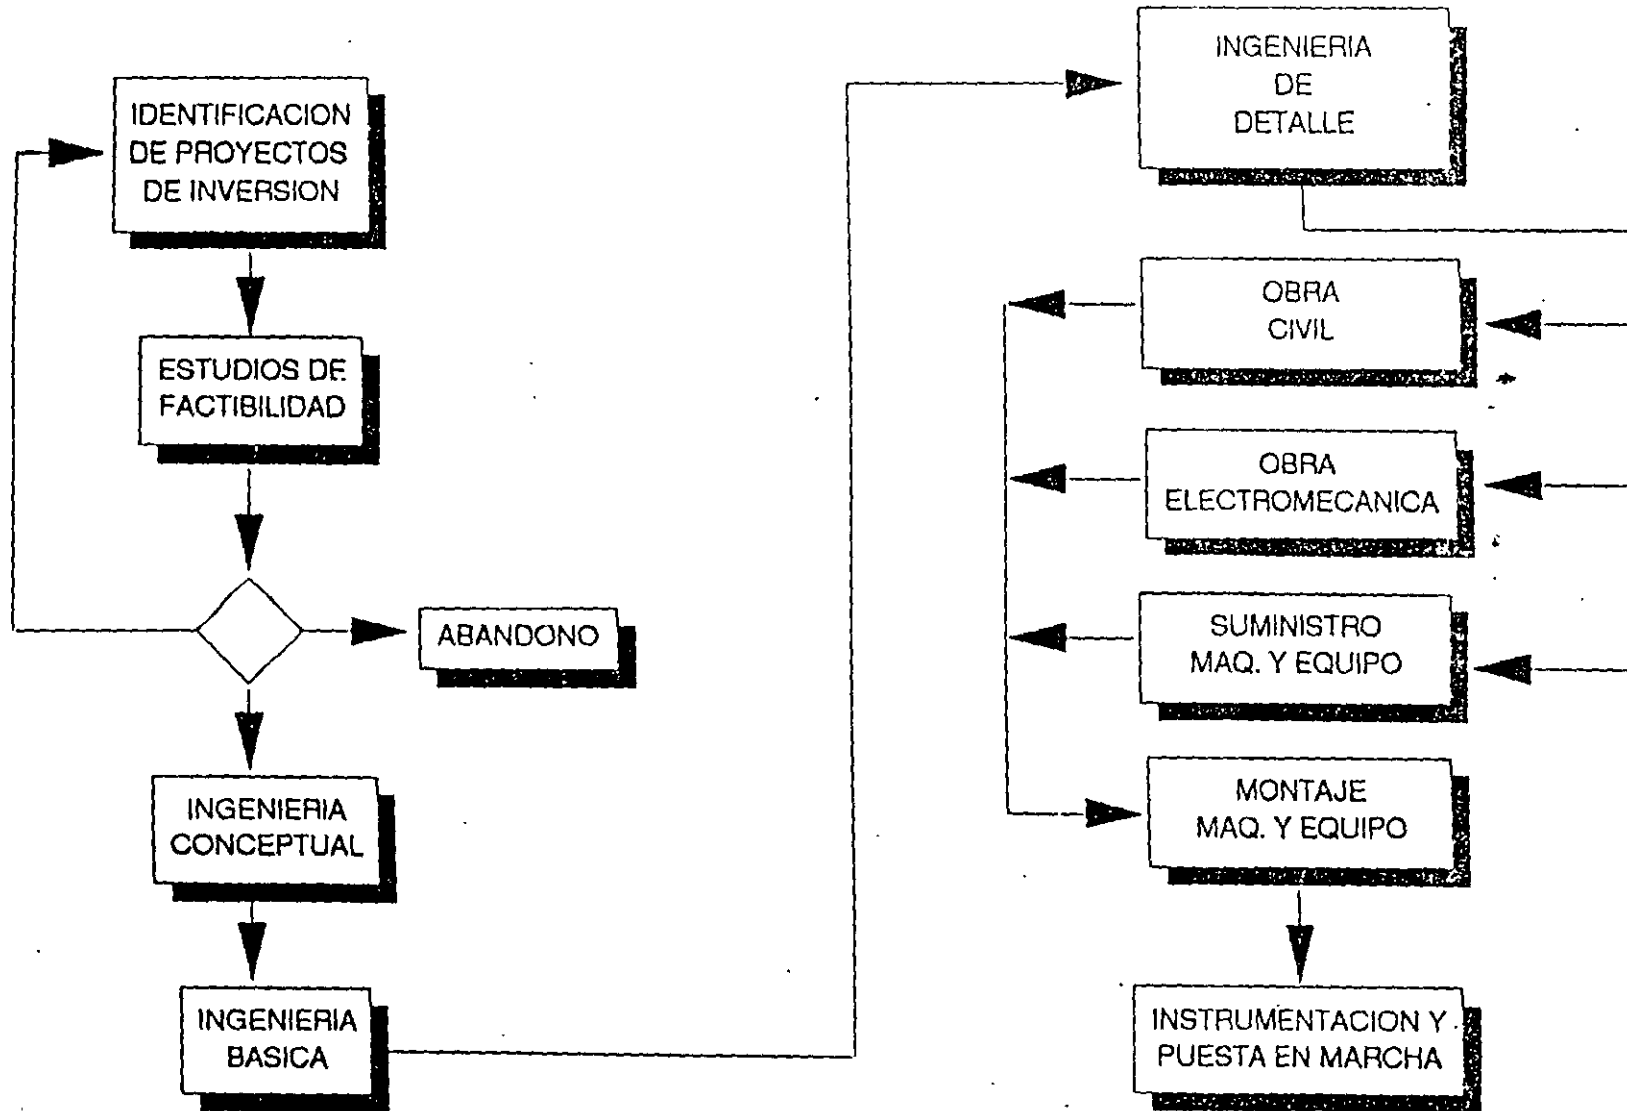 IDENTIFICACION
DE PROYECTOS
DE INVERSION
ESTUDIOS DE
FACTIBILIDAD
ABANDONO
INGENIERIA
CONCEPTUAL
INGENIERIA
BASICA
INGENIERIA
DE
DETALLE
OBRA
CIVIL
OBRA
ELECTROMECANICA
SUMINISTRO
MAQ. Y EQUIPO
MONTAJE
MAQ. Y EQUIPO
INSTRUMENTACION Y
PUESTA EN MARCHA